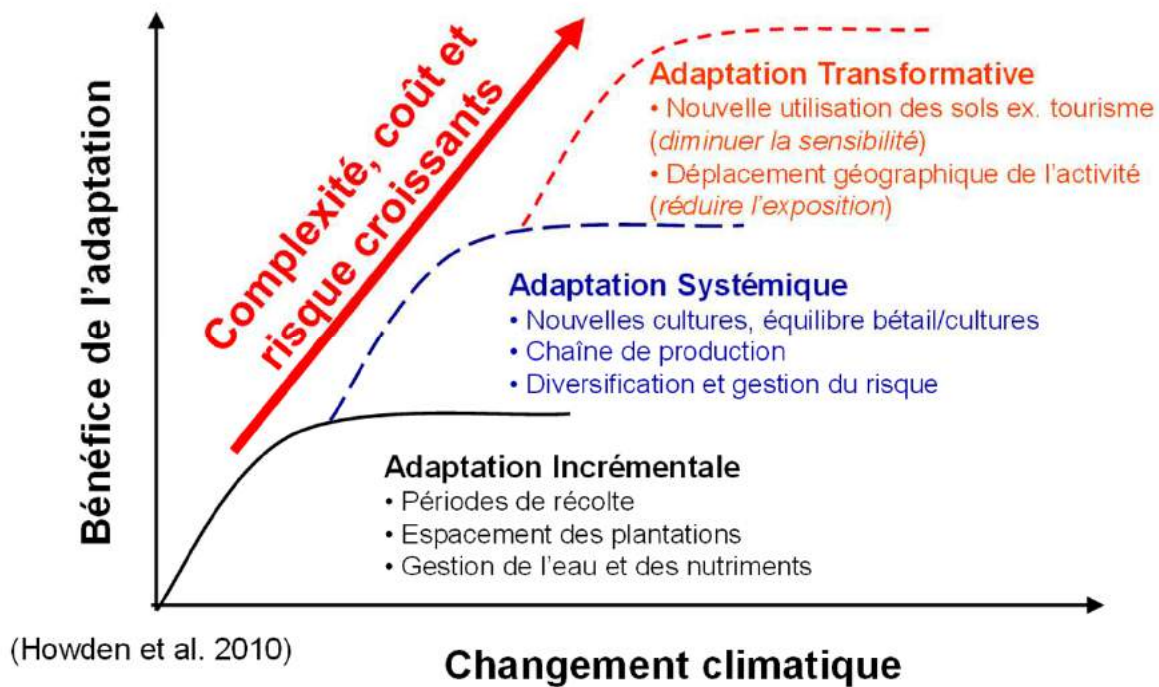 Bénéfice de l'adaptation
Complexité, coût et
risque croissants
Adaptation Transformative
• Nouvelle utilisation des sols ex. tourisme
(diminuer la sensibilité)
• Déplacement géographique de l'activité
(réduire l'exposition)
Adaptation Systémique
• Nouvelles cultures, équilibre bétail/cultures
• Chaîne de production
• Diversification et gestion du risque
Adaptation Incrémentale
• Périodes de récolte
• Espacement des plantations
• Gestion de l'eau et des nutriments
(Howden et al. 2010)
Changement climatique